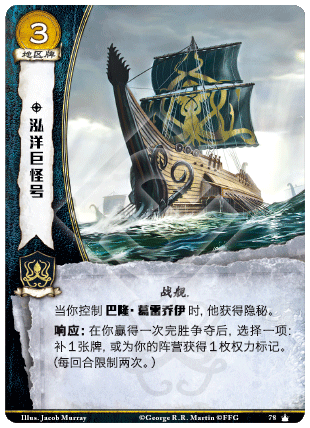 3
地区牌
泓洋巨怪号
战舰.
当你控制 巴隆·葛雷乔伊 时, 他获得隐秘。
响应: 在你赢得一次完胜争夺后, 选择一项:
补1张牌, 或为你的阵营获得1枚权力标记。
(每回合限制两次。)
Illus. Jacob Murray ©George R.R. Martin ©FFG 78